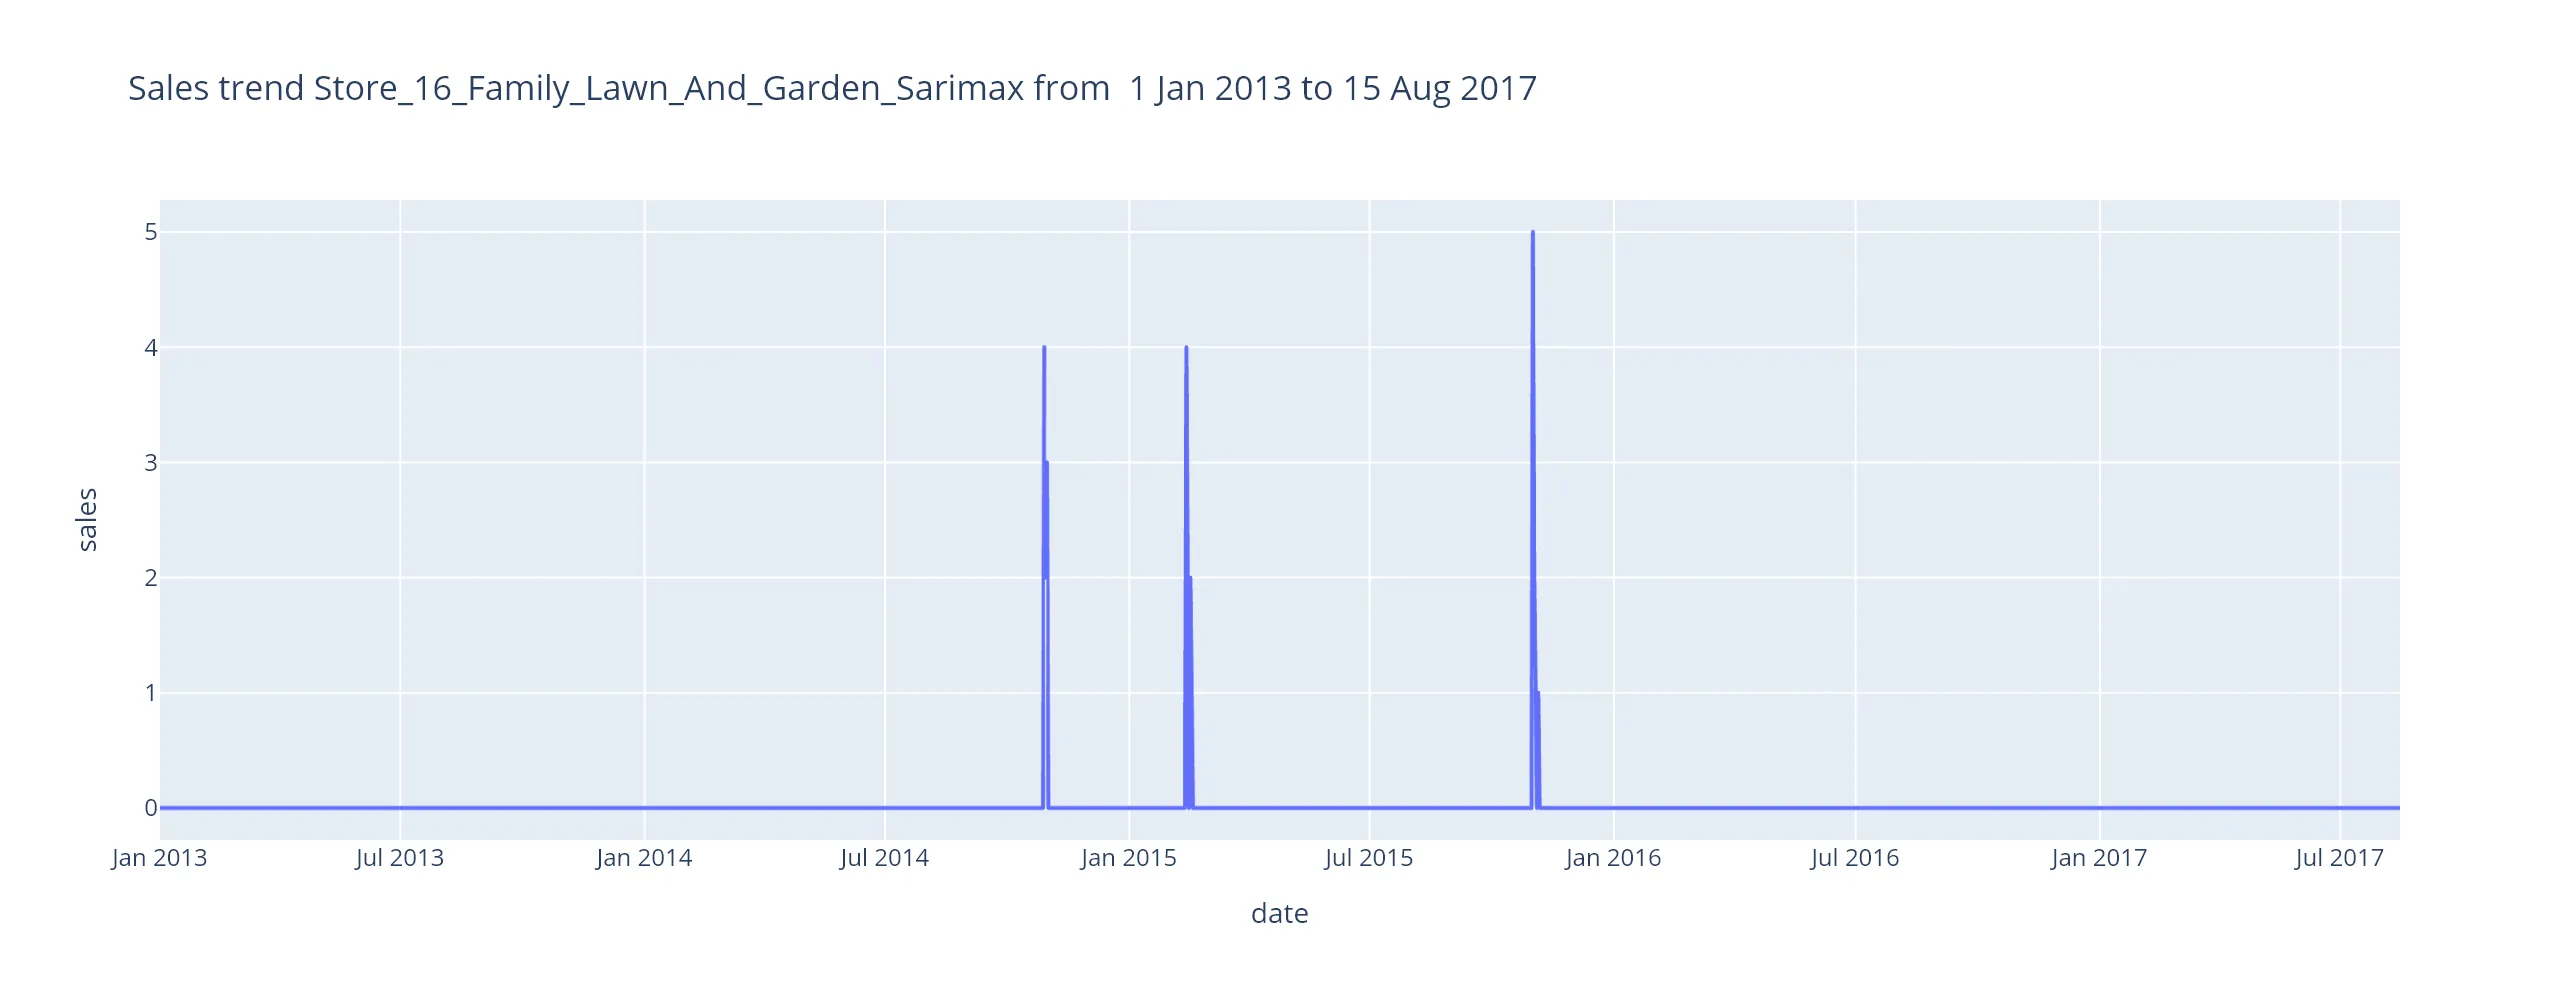 Sales trend Store_16_Family_Lawn_And_Garden_Sarimax from  1 Jan 2013 to 15 Aug 2017
5
4
3
2
1
0
sales
Jan 2013 Jul 2013 Jan 2014 Jul 2014 Jan 2015 Jul 2015 Jan 2016 Jul 2016 Jan 2017 Jul 2017
date